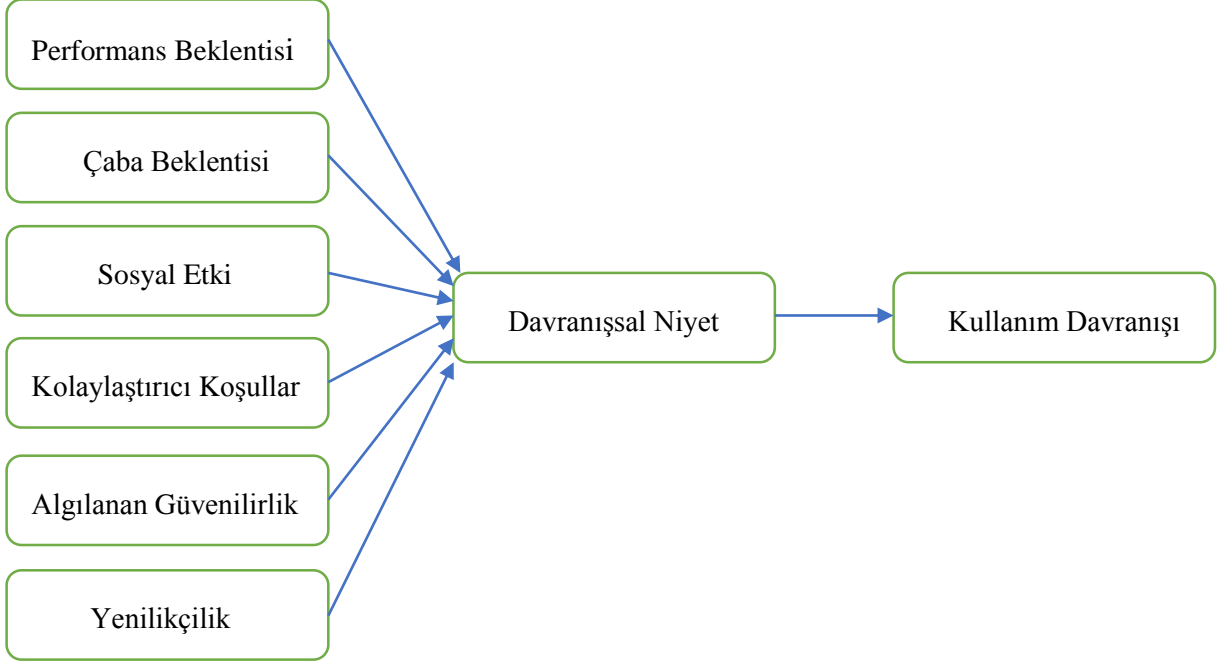 Performans Beklentisi
Çaba Beklentisi
Sosyal Etki
Kolaylaştırıcı Koşullar
Algılanan Güvenilirlik
Yenilikçilik
Davranışsal Niyet
Kullanım Davranışı